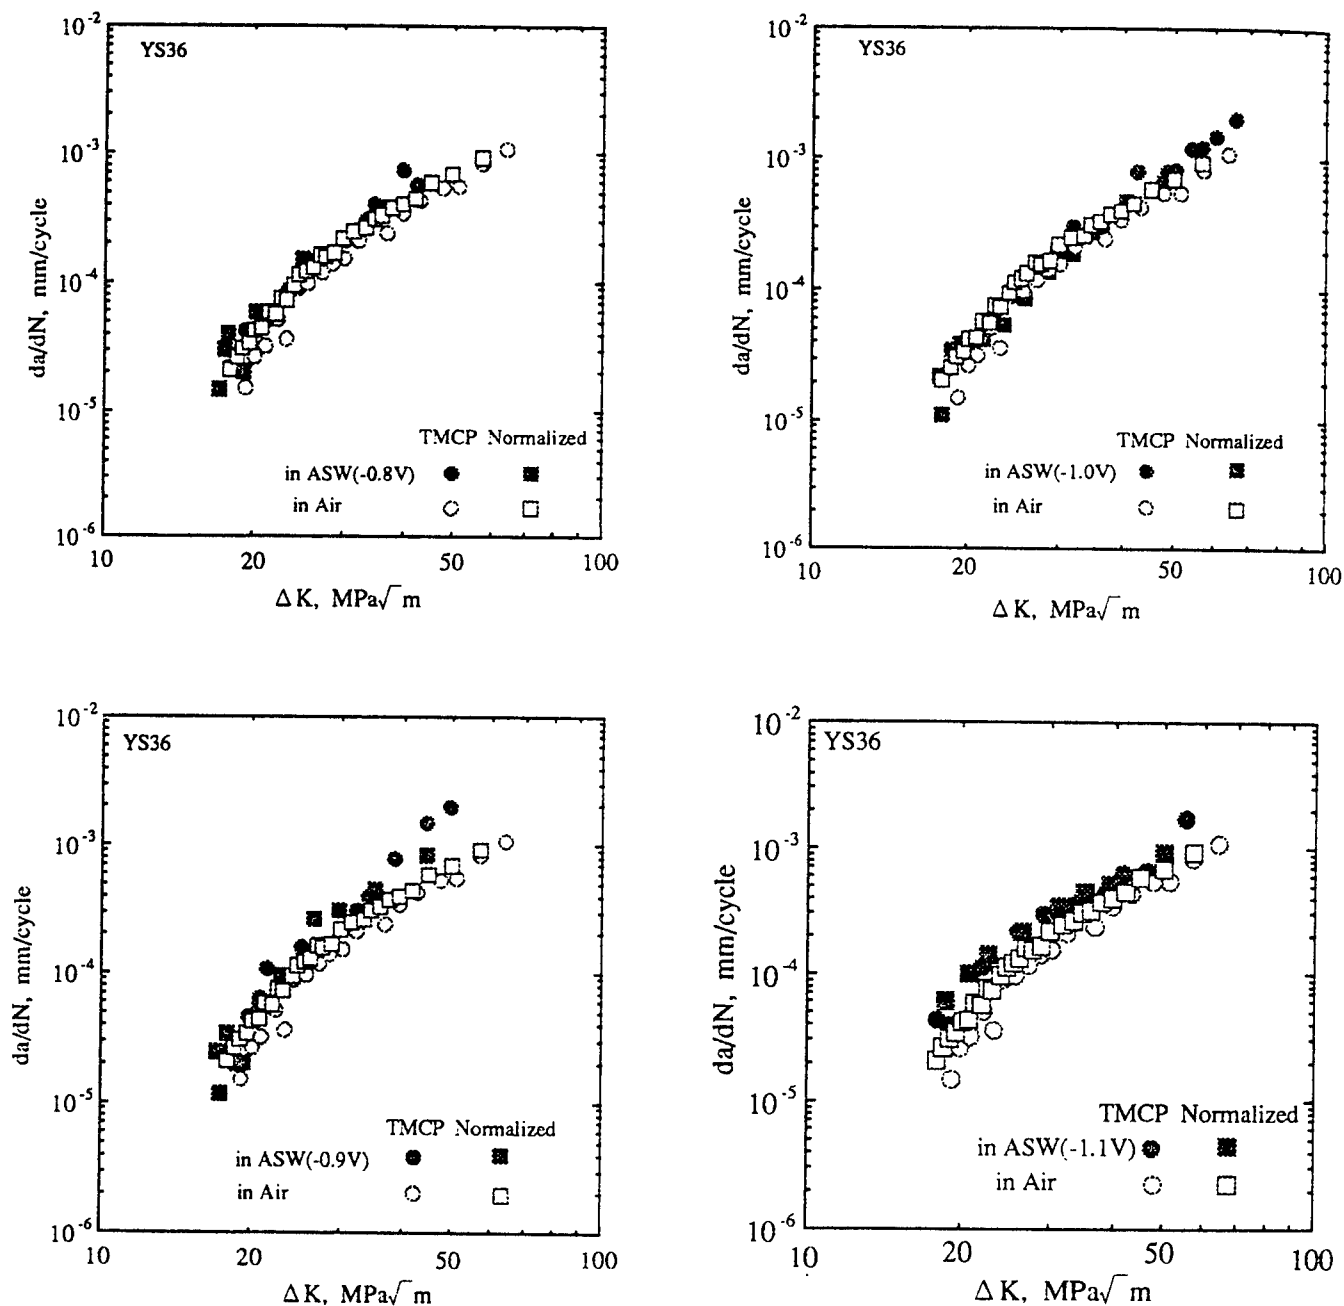 10^-2
YS36
10^-3
10^-4
10^-5
10^-6
da/dN, mm/cycle
TMCP Normalized
in ASW(-0.8V)
in Air
10 20 50 100
Δ K, MPa√m
10^-2
YS36
10^-3
10^-4
10^-5
10^-6
da/dN, mm/cycle
TMCP Normalized
in ASW(-1.0V)
in Air
10 20 50 100
Δ K, MPa√m
10^-2
YS36
10^-3
10^-4
10^-5
10^-6
da/dN, mm/cycle
TMCP Normalized
in ASW(-0.9V)
in Air
10 20 50 100
Δ K, MPa√m
10^-2
YS36
10^-3
10^-4
10^-5
10^-6
da/dN, mm/cycle
TMCP Normalized
in ASW(-1.1V)
in Air
10 20 50 100
Δ K, MPa√m